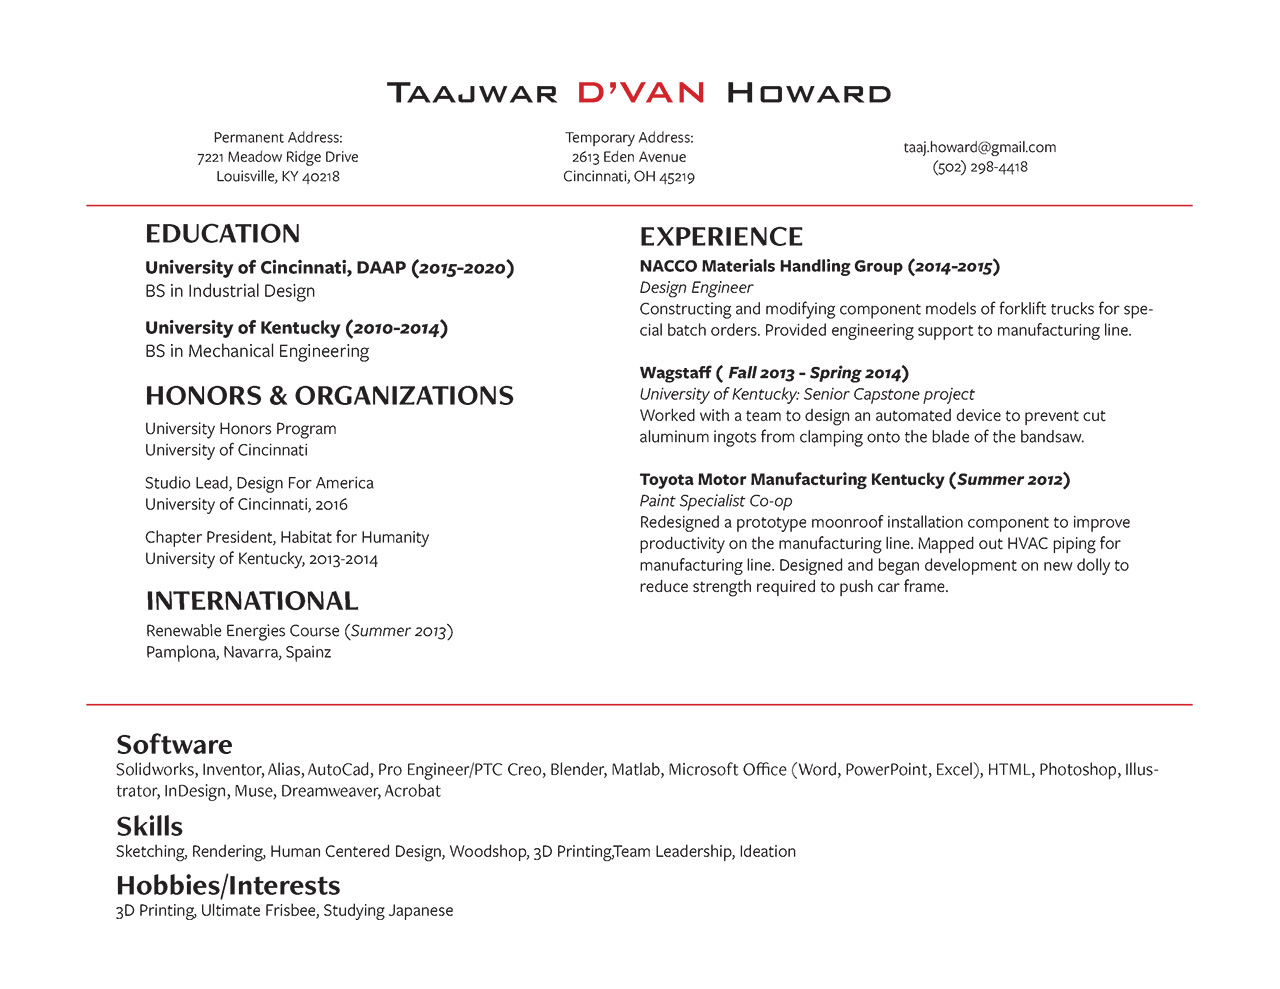 Taajwar D'VAN Howard
Permanent Address:
7221 Meadow Ridge Drive
Louisville, KY 40218
Temporary Address:
2613 Eden Avenue
Cincinnati, OH 45219
taaj.howard@gmail.com
(502) 298-4418
EDUCATION
University of Cincinnati, DAAP (2015-2020)
BS in Industrial Design
University of Kentucky (2010-2014)
BS in Mechanical Engineering
HONORS & ORGANIZATIONS
University Honors Program
University of Cincinnati
Studio Lead, Design For America
University of Cincinnati, 2016
Chapter President, Habitat for Humanity
University of Kentucky, 2013-2014
INTERNATIONAL
Renewable Energies Course (Summer 2013)
Pamplona, Navarra, Spainz
EXPERIENCE
NACCO Materials Handling Group (2014-2015)
Design Engineer
Constructing and modifying component models of forklift trucks for spe-
cial batch orders. Provided engineering support to manufacturing line.
Wagstaff ( Fall 2013 - Spring 2014)
University of Kentucky: Senior Capstone project
Worked with a team to design an automated device to prevent cut
aluminum ingots from clamping onto the blade of the bandsaw.
Toyota Motor Manufacturing Kentucky (Summer 2012)
Paint Specialist Co-op
Redesigned a prototype moonroof installation component to improve
productivity on the manufacturing line. Mapped out HVAC piping for
manufacturing line. Designed and began development on new dolly to
reduce strength required to push car frame.
Software
Solidworks, Inventor, Alias, AutoCad, Pro Engineer/PTC Creo, Blender, Matlab, Microsoft Office (Word, PowerPoint, Excel), HTML, Photoshop, Illus-
trator, InDesign, Muse, Dreamweaver, Acrobat
Skills
Sketching, Rendering, Human Centered Design, Woodshop, 3D Printing,Team Leadership, Ideation
Hobbies/Interests
3D Printing, Ultimate Frisbee, Studying Japanese